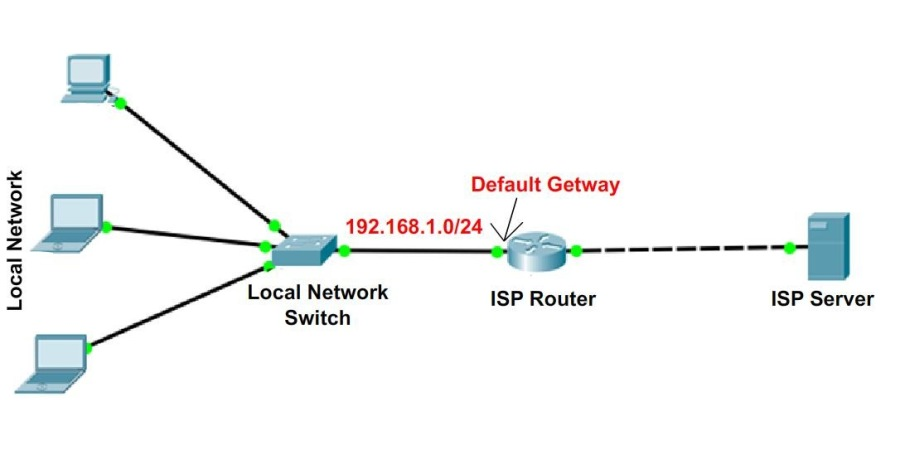 Local Network
Default Getway
192.168.1.0/24
Local Network
Switch
ISP Router
ISP Server